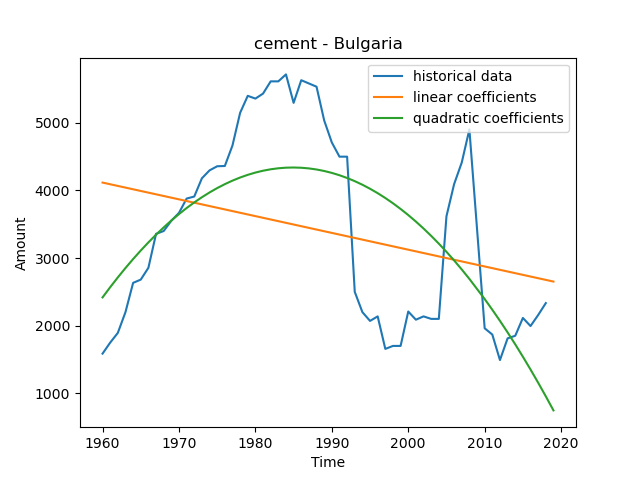 cement - Bulgaria
historical data
linear coefficients
quadratic coefficients
5000
4000
3000
2000
1000
Amount
1960 1970 1980 1990 2000 2010 2020
Time